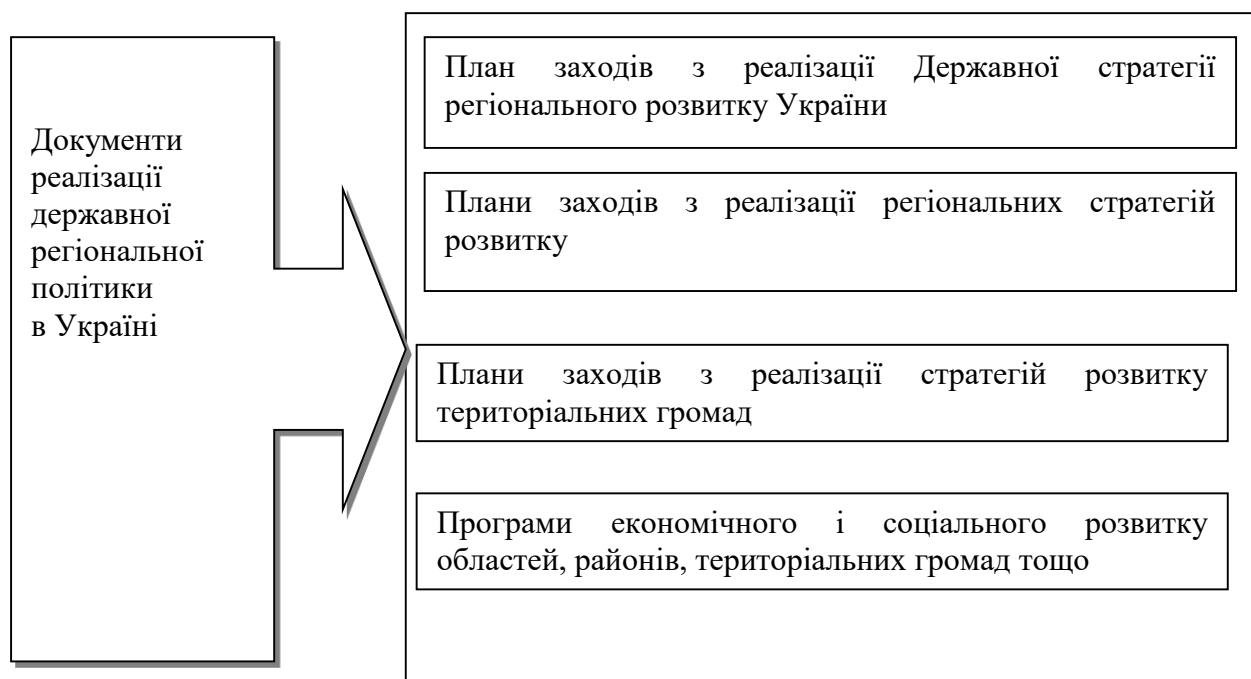 Документи
реалізації
державної
регіональної
політики
в Україні
План заходів з реалізації Державної стратегії
регіонального розвитку України
Плани заходів з реалізації регіональних стратегій
розвитку
Плани заходів з реалізації стратегій розвитку
територіальних громад
Програми економічного і соціального розвитку
областей, районів, територіальних громад тощо